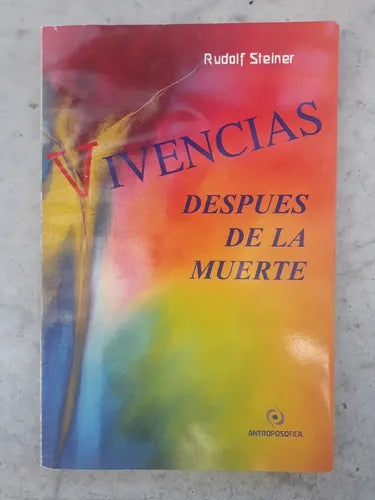 Rudolf Steiner
VIVENCIAS
DESPUES
DE LA
MUERTE
ANTROPOSOFICA